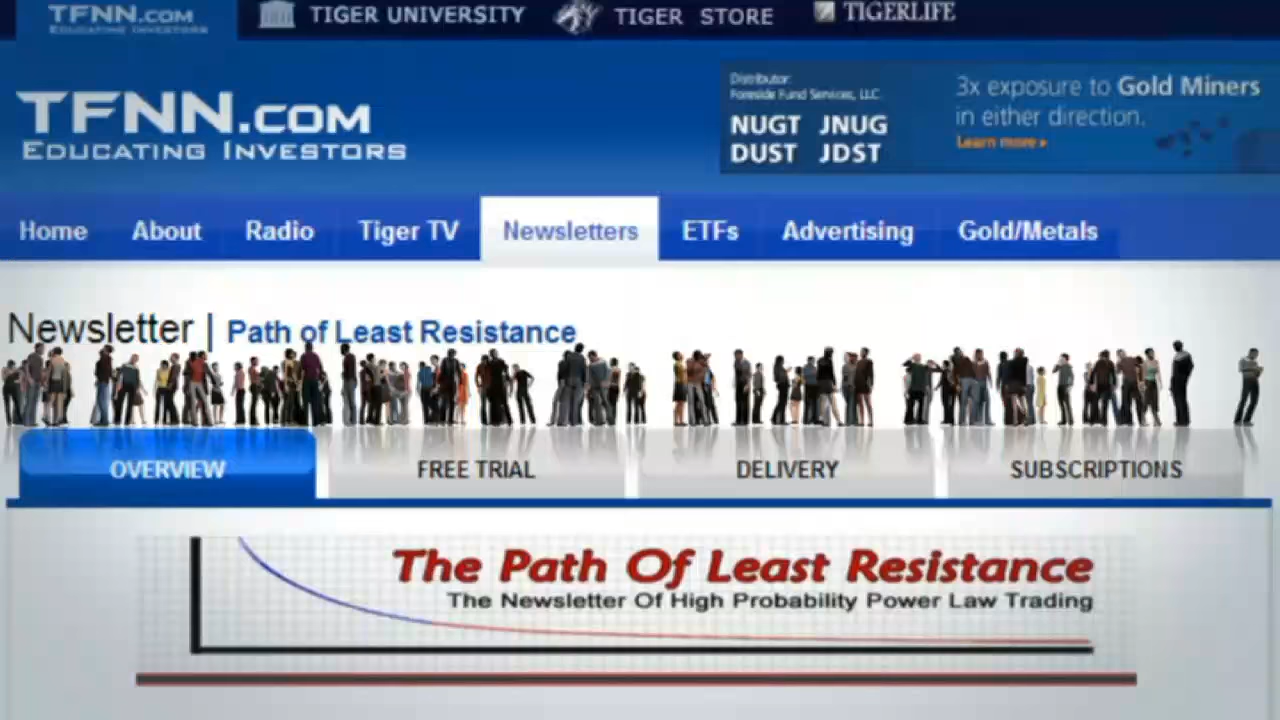 TFNN.COM
EDUCATING INVESTORS
TIGER UNIVERSITY
TIGER STORE
TIGERLIFE
TFNN.COM
EDUCATING INVESTORS
Distributor:
Foreside Fund Services, LLC
NUGT JNUG
DUST JDST
3x exposure to Gold Miners
in either direction.
Learn more »
Home
About
Radio
Tiger TV
Newsletters
ETFs
Advertising
Gold/Metals
Newsletter | Path of Least Resistance
OVERVIEW
FREE TRIAL
DELIVERY
SUBSCRIPTIONS
The Path Of Least Resistance
The Newsletter Of High Probability Power Law Trading